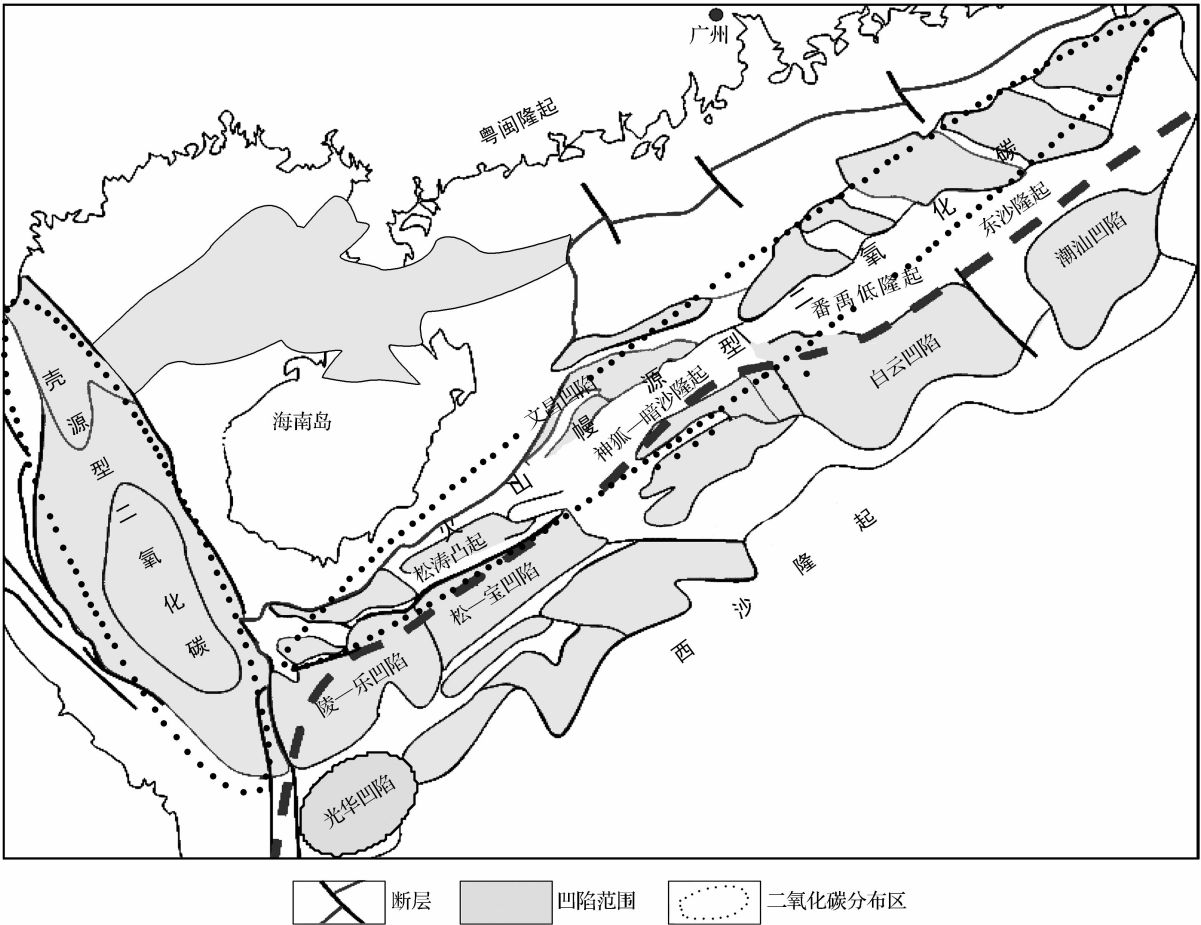 广州
粤闽隆起
东沙隆起
潮汕凹陷
番禺低隆起
白云凹陷
文昌凹陷
神狐一暗沙隆起
海南岛
火山幔源型二氧化碳
壳源型二氧化碳
松涛凸起
松一宝凹陷
陵一乐凹陷
光华凹陷
西沙隆起
断层
凹陷范围
二氧化碳分布区